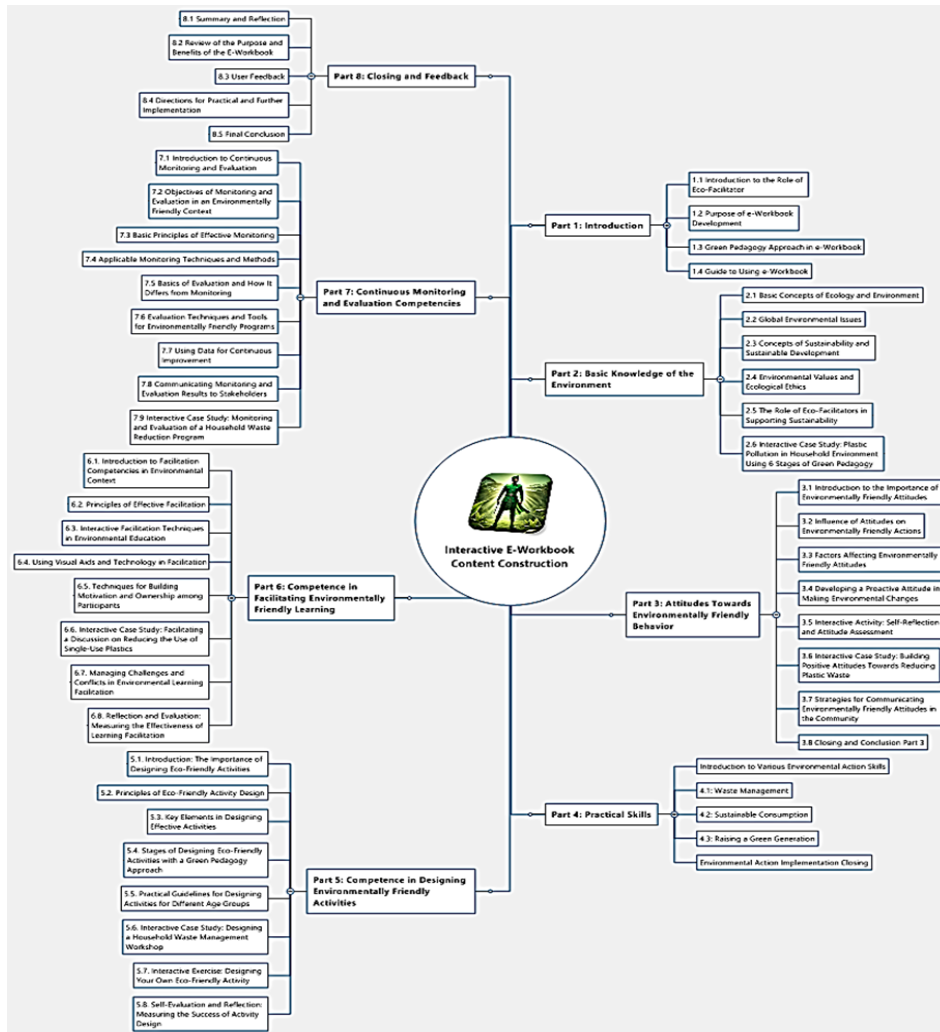 Interactive E-Workbook
Content Construction
Part 1: Introduction
1.1 Introduction to the Role of
Eco-Facilitator
1.2 Purpose of e-Workbook
Development
1.3 Green Pedagogy Approach in e-Workbook
1.4 Guide to Using e-Workbook
Part 2: Basic Knowledge of the
Environment
2.1 Basic Concepts of Ecology and Environment
2.2 Global Environmental Issues
2.3 Concepts of Sustainability and
Sustainable Development
2.4 Environmental Values and
Ecological Ethics
2.5 The Role of Eco-Facilitators in
Supporting Sustainability
2.6 Interactive Case Study: Plastic
Pollution in Household Environment
Using 6 Stages of Green Pedagogy
Part 3: Attitudes Towards
Environmentally Friendly
Behavior
3.1 Introduction to the Importance of
Environmentally Friendly Attitudes
3.2 Influence of Attitudes on
Environmentally Friendly Actions
3.3 Factors Affecting Environmentally
Friendly Attitudes
3.4 Developing a Proactive Attitude in
Making Environmental Changes
3.5 Interactive Activity: Self-Reflection
and Attitude Assessment
3.6 Interactive Case Study: Building
Positive Attitudes Towards Reducing
Plastic Waste
3.7 Strategies for Communicating
Environmentally Friendly Attitudes in
the Community
3.8 Closing and Conclusion Part 3
Part 4: Practical Skills
Introduction to Various Environmental Action Skills
4.1: Waste Management
4.2: Sustainable Consumption
4.3: Raising a Green Generation
Environmental Action Implementation Closing
Part 5: Competence in Designing
Environmentally Friendly
Activities
5.1. Introduction: The Importance of
Designing Eco-Friendly Activities
5.2. Principles of Eco-Friendly Activity Design
5.3. Key Elements in Designing
Effective Activities
5.4. Stages of Designing Eco-Friendly
Activities with a Green Pedagogy
Approach
5.5. Practical Guidelines for Designing
Activities for Different Age Groups
5.6. Interactive Case Study: Designing
a Household Waste Management
Workshop
5.7. Interactive Exercise: Designing
Your Own Eco-Friendly Activity
5.8. Self-Evaluation and Reflection:
Measuring the Success of Activity
Design
Part 6: Competence in
Facilitating Environmentally
Friendly Learning
6.1. Introduction to Facilitation
Competencies in Environmental
Context
6.2. Principles of Effective Facilitation
6.3. Interactive Facilitation Techniques
in Environmental Education
6.4. Using Visual Aids and Technology in Facilitation
6.5. Techniques for Building
Motivation and Ownership among
Participants
6.6. Interactive Case Study: Facilitating
a Discussion on Reducing the Use of
Single-Use Plastics
6.7. Managing Challenges and
Conflicts in Environmental Learning
Facilitation
6.8. Reflection and Evaluation:
Measuring the Effectiveness of
Learning Facilitation
Part 7: Continuous Monitoring
and Evaluation Competencies
7.1 Introduction to Continuous
Monitoring and Evaluation
7.2 Objectives of Monitoring and
Evaluation in an Environmentally
Friendly Context
7.3 Basic Principles of Effective Monitoring
7.4 Applicable Monitoring Techniques and Methods
7.5 Basics of Evaluation and How It
Differs from Monitoring
7.6 Evaluation Techniques and Tools
for Environmentally Friendly Programs
7.7 Using Data for Continuous
Improvement
7.8 Communicating Monitoring and
Evaluation Results to Stakeholders
7.9 Interactive Case Study: Monitoring
and Evaluation of a Household Waste
Reduction Program
Part 8: Closing and Feedback
8.1 Summary and Reflection
8.2 Review of the Purpose and
Benefits of the E-Workbook
8.3 User Feedback
8.4 Directions for Practical and Further
Implementation
8.5 Final Conclusion